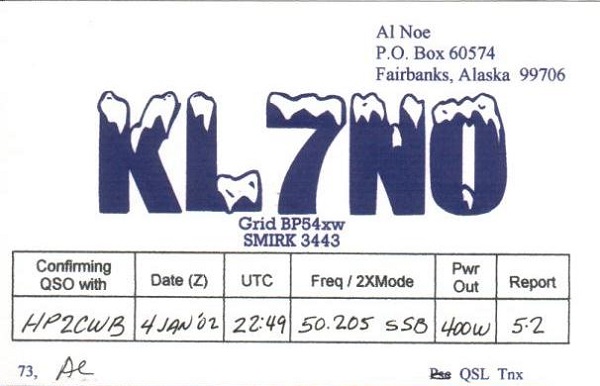 Al Noe
P.O. Box 60574
Fairbanks, Alaska 99706
KL7NO
Grid BP54xw
SMIRK 3443
Confirming QSO with Date (Z) UTC Freq / 2XMode Pwr Out Report
HP2CWB 4 JAN '02 22:49 50.205 SSB 400W 5-2
73, Al
Pse QSL Tnx